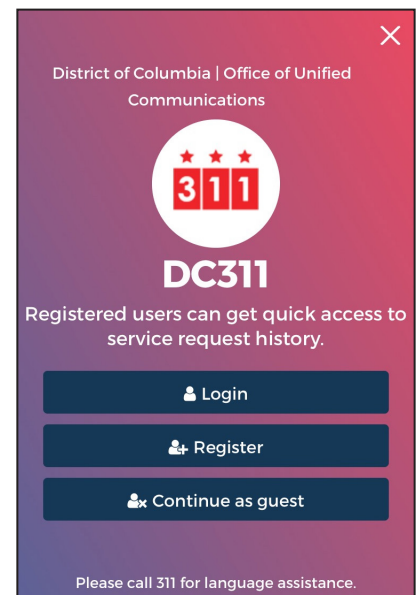 District of Columbia | Office of Unified
Communications
311
DC311
Registered users can get quick access to
service request history.
Login
Register
Continue as guest
Please call 311 for language assistance.